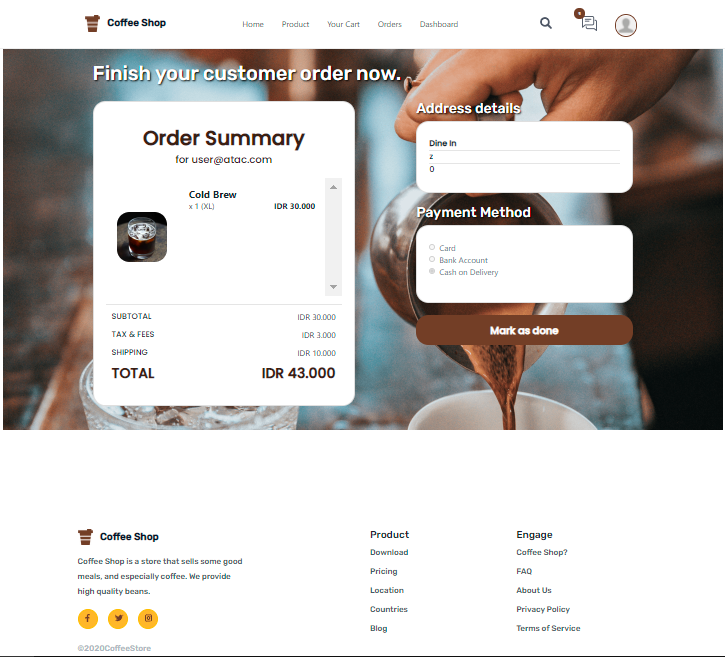 Coffee Shop
Home Product Your Cart Orders Dashboard
Finish your customer order now.
Order Summary
for user@atac.com
Cold Brew
x 1 (XL) IDR 30.000
SUBTOTAL IDR 30.000
TAX & FEES IDR 3.000
SHIPPING IDR 10.000
TOTAL IDR 43.000
Address details
Dine In
z
0
Payment Method
Card
Bank Account
Cash on Delivery
Mark as done
Coffee Shop
Coffee Shop is a store that sells some good
meals, and especially coffee. We provide
high quality beans.
©2020CoffeeStore
Product
Download
Pricing
Location
Countries
Blog
Engage
Coffee Shop?
FAQ
About Us
Privacy Policy
Terms of Service